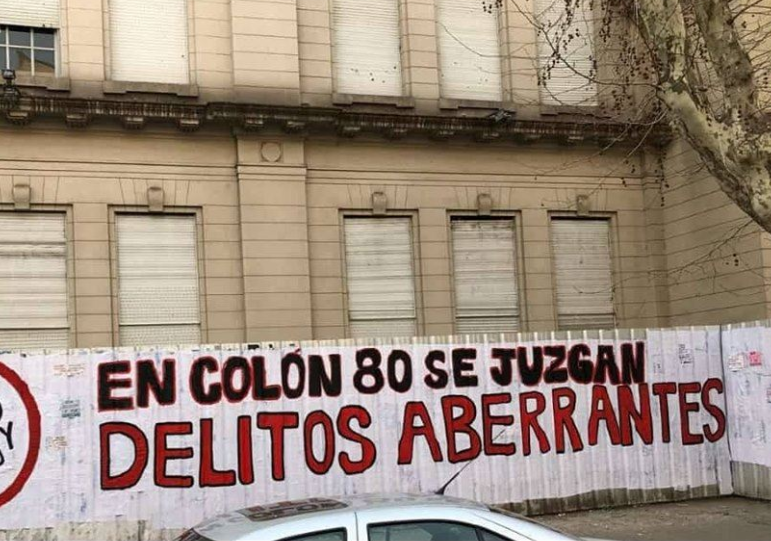 EN COLÓN 80 SE JUZGAN
DELITOS ABERRANTES